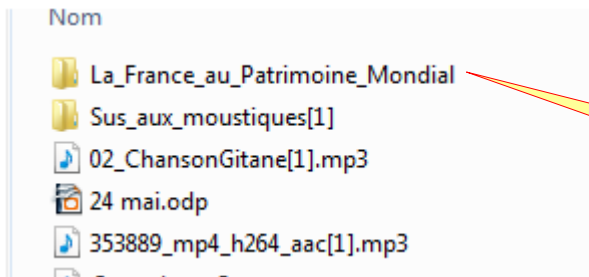 Nom
La_France_au_Patrimoine_Mondial
Sus_aux_moustiques[1]
02_ChansonGitane[1].mp3
24 mai.odp
353889_mp4_h264_aac[1].mp3